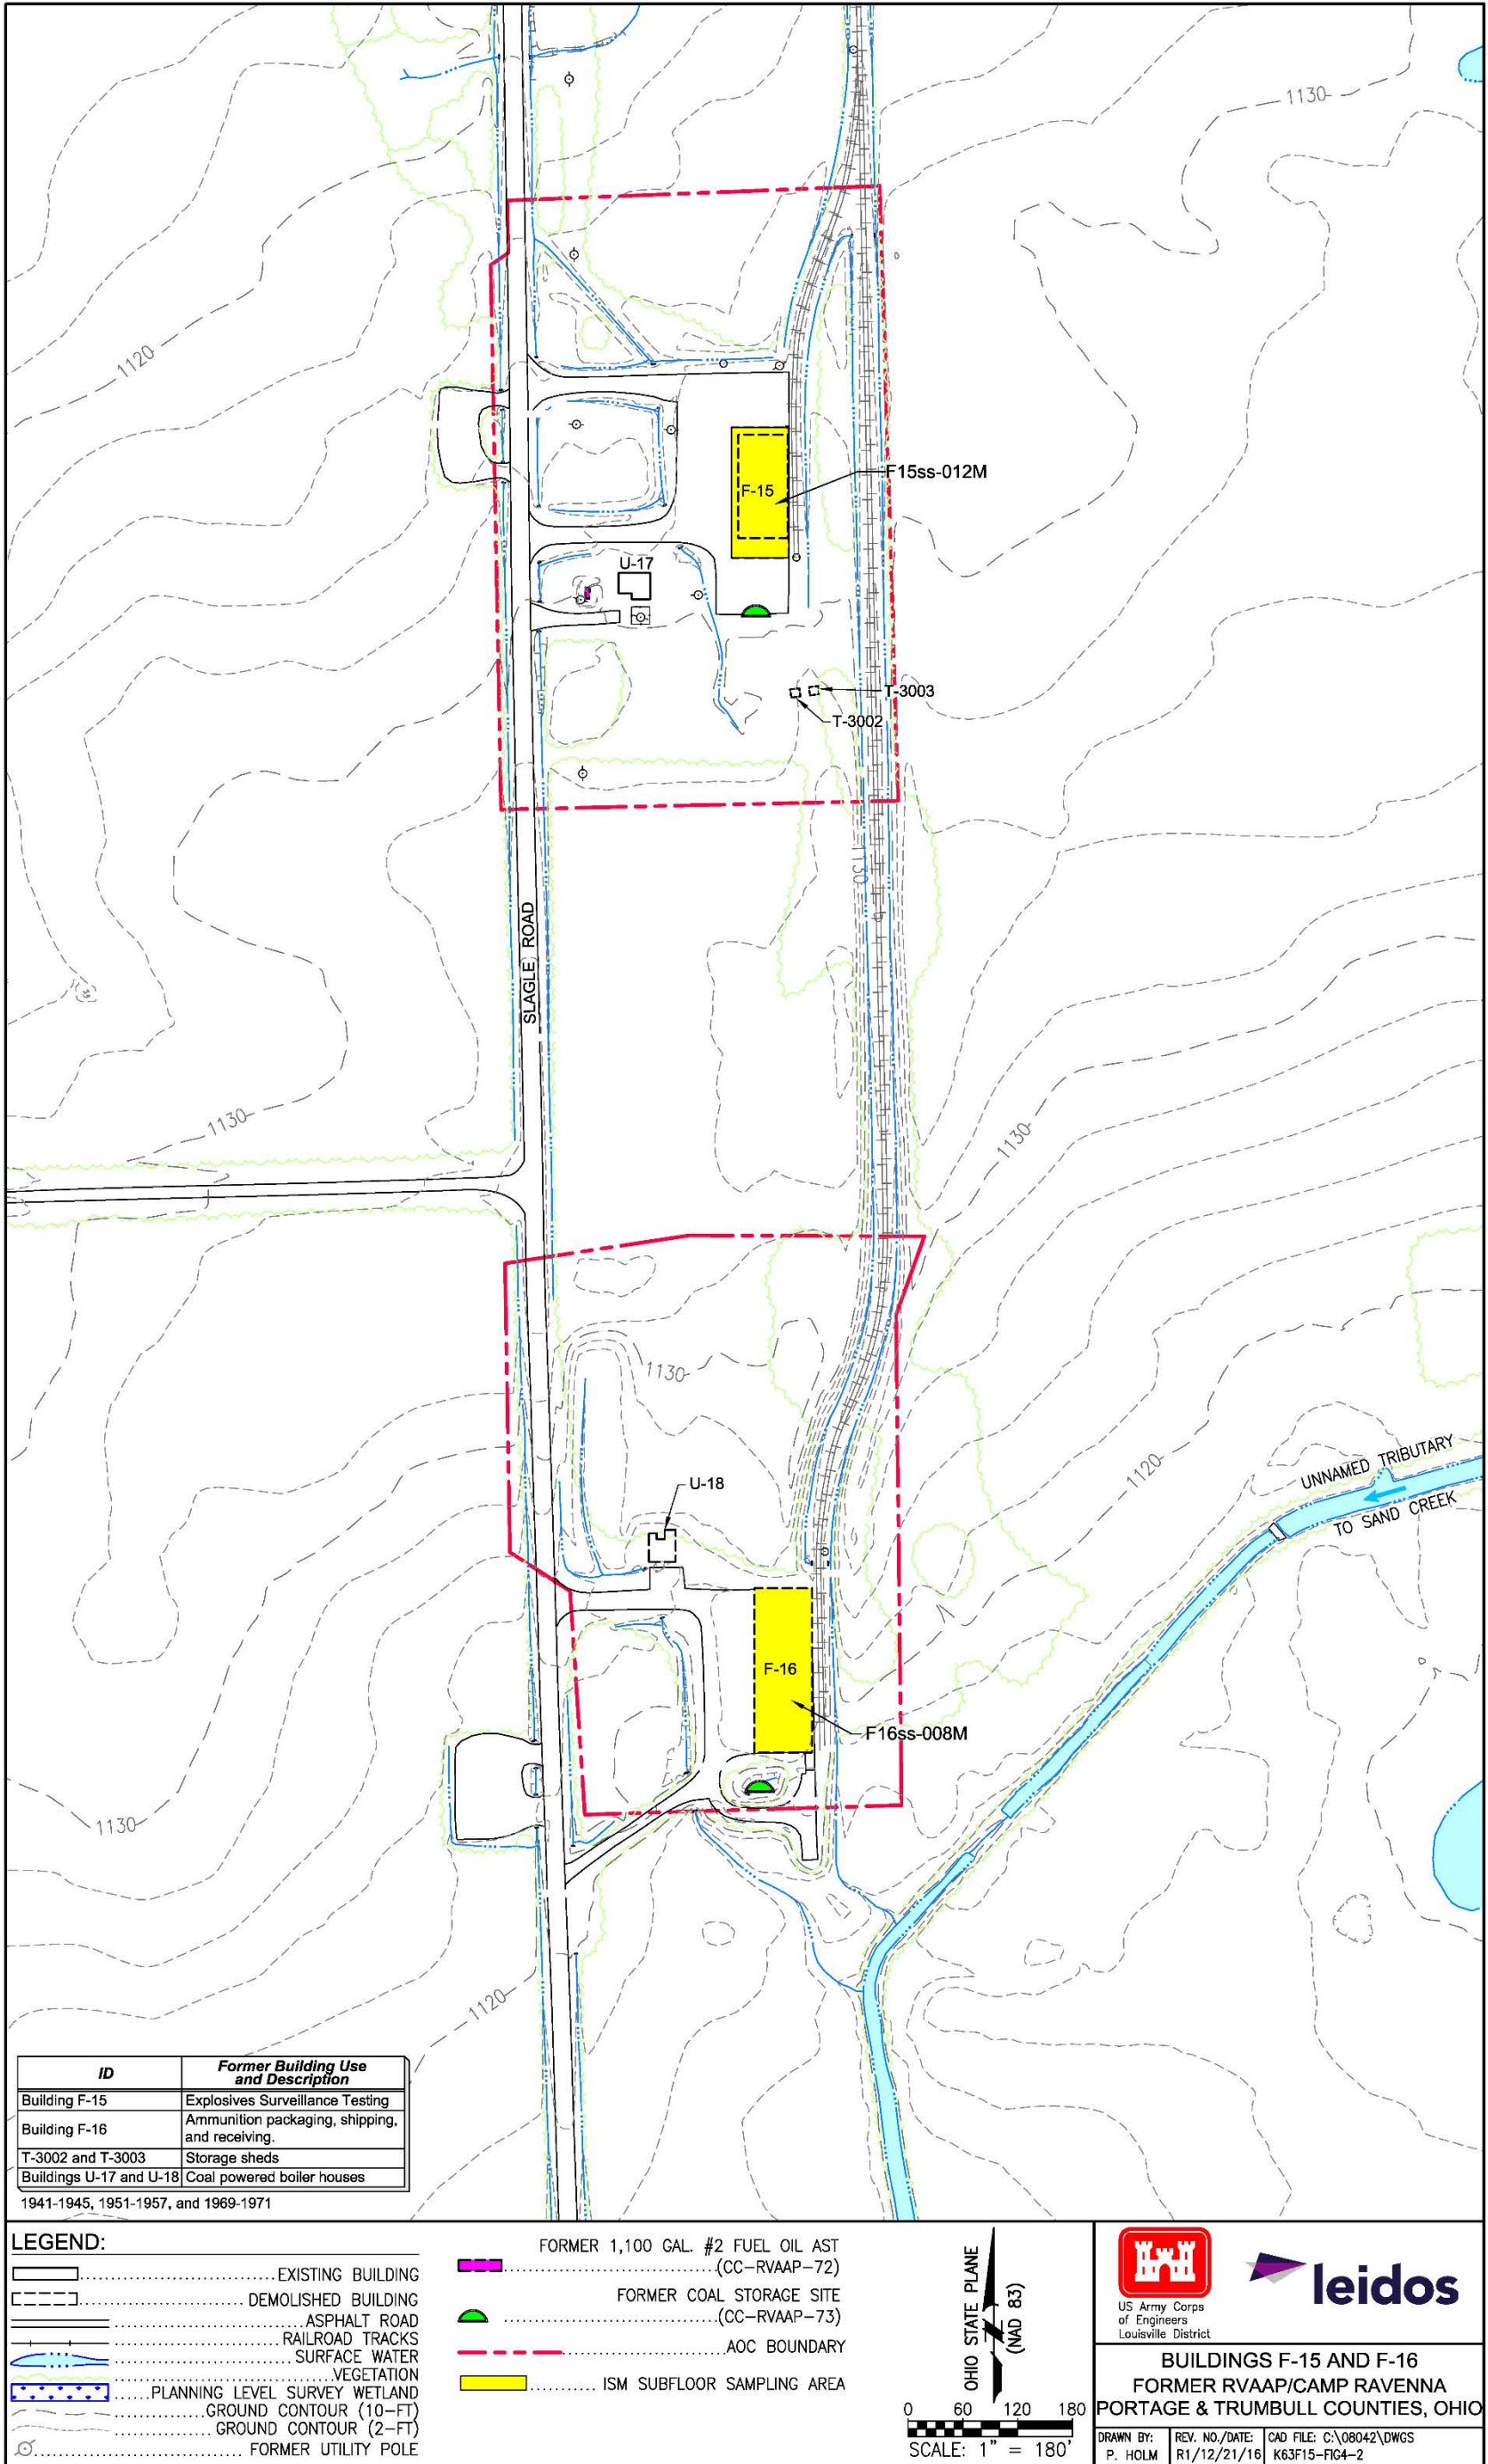 1130
1120
F15ss-012M
F-15
U-17
T-3003
T-3002
1130
SLAGLE ROAD
1130
1130
1130
U-18
1120
UNNAMED TRIBUTARY
TO SAND CREEK
F-16
F16ss-008M
1130
1120
ID
Former Building Use
and Description
Building F-15
Explosives Surveillance Testing
Building F-16
Ammunition packaging, shipping,
and receiving.
T-3002 and T-3003
Storage sheds
Buildings U-17 and U-18
Coal powered boiler houses
1941-1945, 1951-1957, and 1969-1971
LEGEND:
EXISTING BUILDING
DEMOLISHED BUILDING
ASPHALT ROAD
RAILROAD TRACKS
SURFACE WATER
VEGETATION
PLANNING LEVEL SURVEY WETLAND
GROUND CONTOUR (10-FT)
GROUND CONTOUR (2-FT)
FORMER UTILITY POLE
FORMER 1,100 GAL. #2 FUEL OIL AST
(CC-RVAAP-72)
FORMER COAL STORAGE SITE
(CC-RVAAP-73)
AOC BOUNDARY
ISM SUBFLOOR SAMPLING AREA
OHIO STATE PLANE
(NAD 83)
N
0 60 120 180
SCALE: 1" = 180'
US Army Corps
of Engineers
Louisville District
leidos
BUILDINGS F-15 AND F-16
FORMER RVAAP/CAMP RAVENNA
PORTAGE & TRUMBULL COUNTIES, OHIO
DRAWN BY:
P. HOLM
REV. NO./DATE:
R1/12/21/16
CAD FILE: C:\08042\DWGS
K63F15-FIG4-2